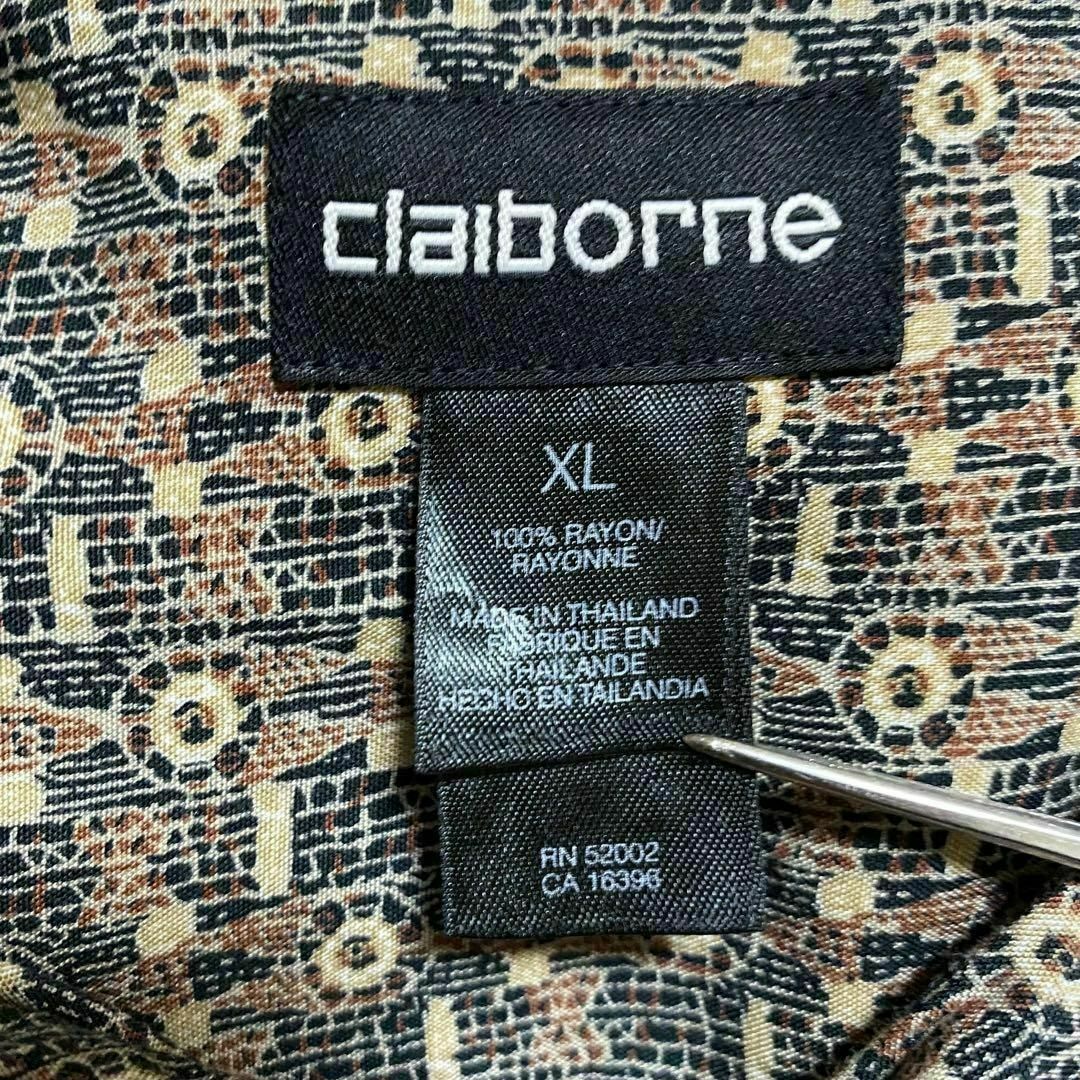 claiborne
XL
100% RAYON/
RAYONNE
MADE IN THAILAND
FABRIQUE EN
THAILANDE
HECHO EN TAILANDIA
RN 52002
CA 16396